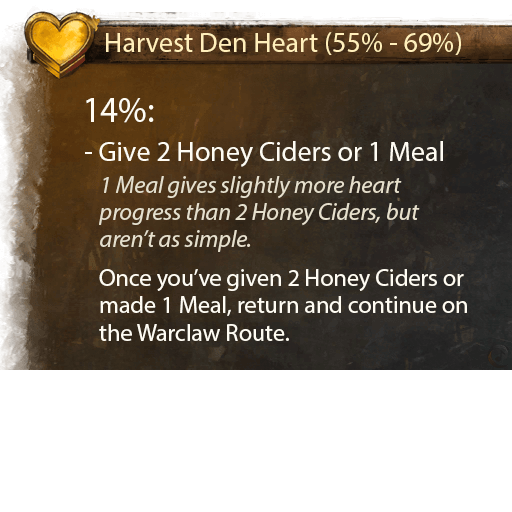 Harvest Den Heart (55% - 69%)
14%:
- Give 2 Honey Ciders or 1 Meal
1 Meal gives slightly more heart
progress than 2 Honey Ciders, but
aren't as simple.
Once you've given 2 Honey Ciders or
made 1 Meal, return and continue on
the Warclaw Route.